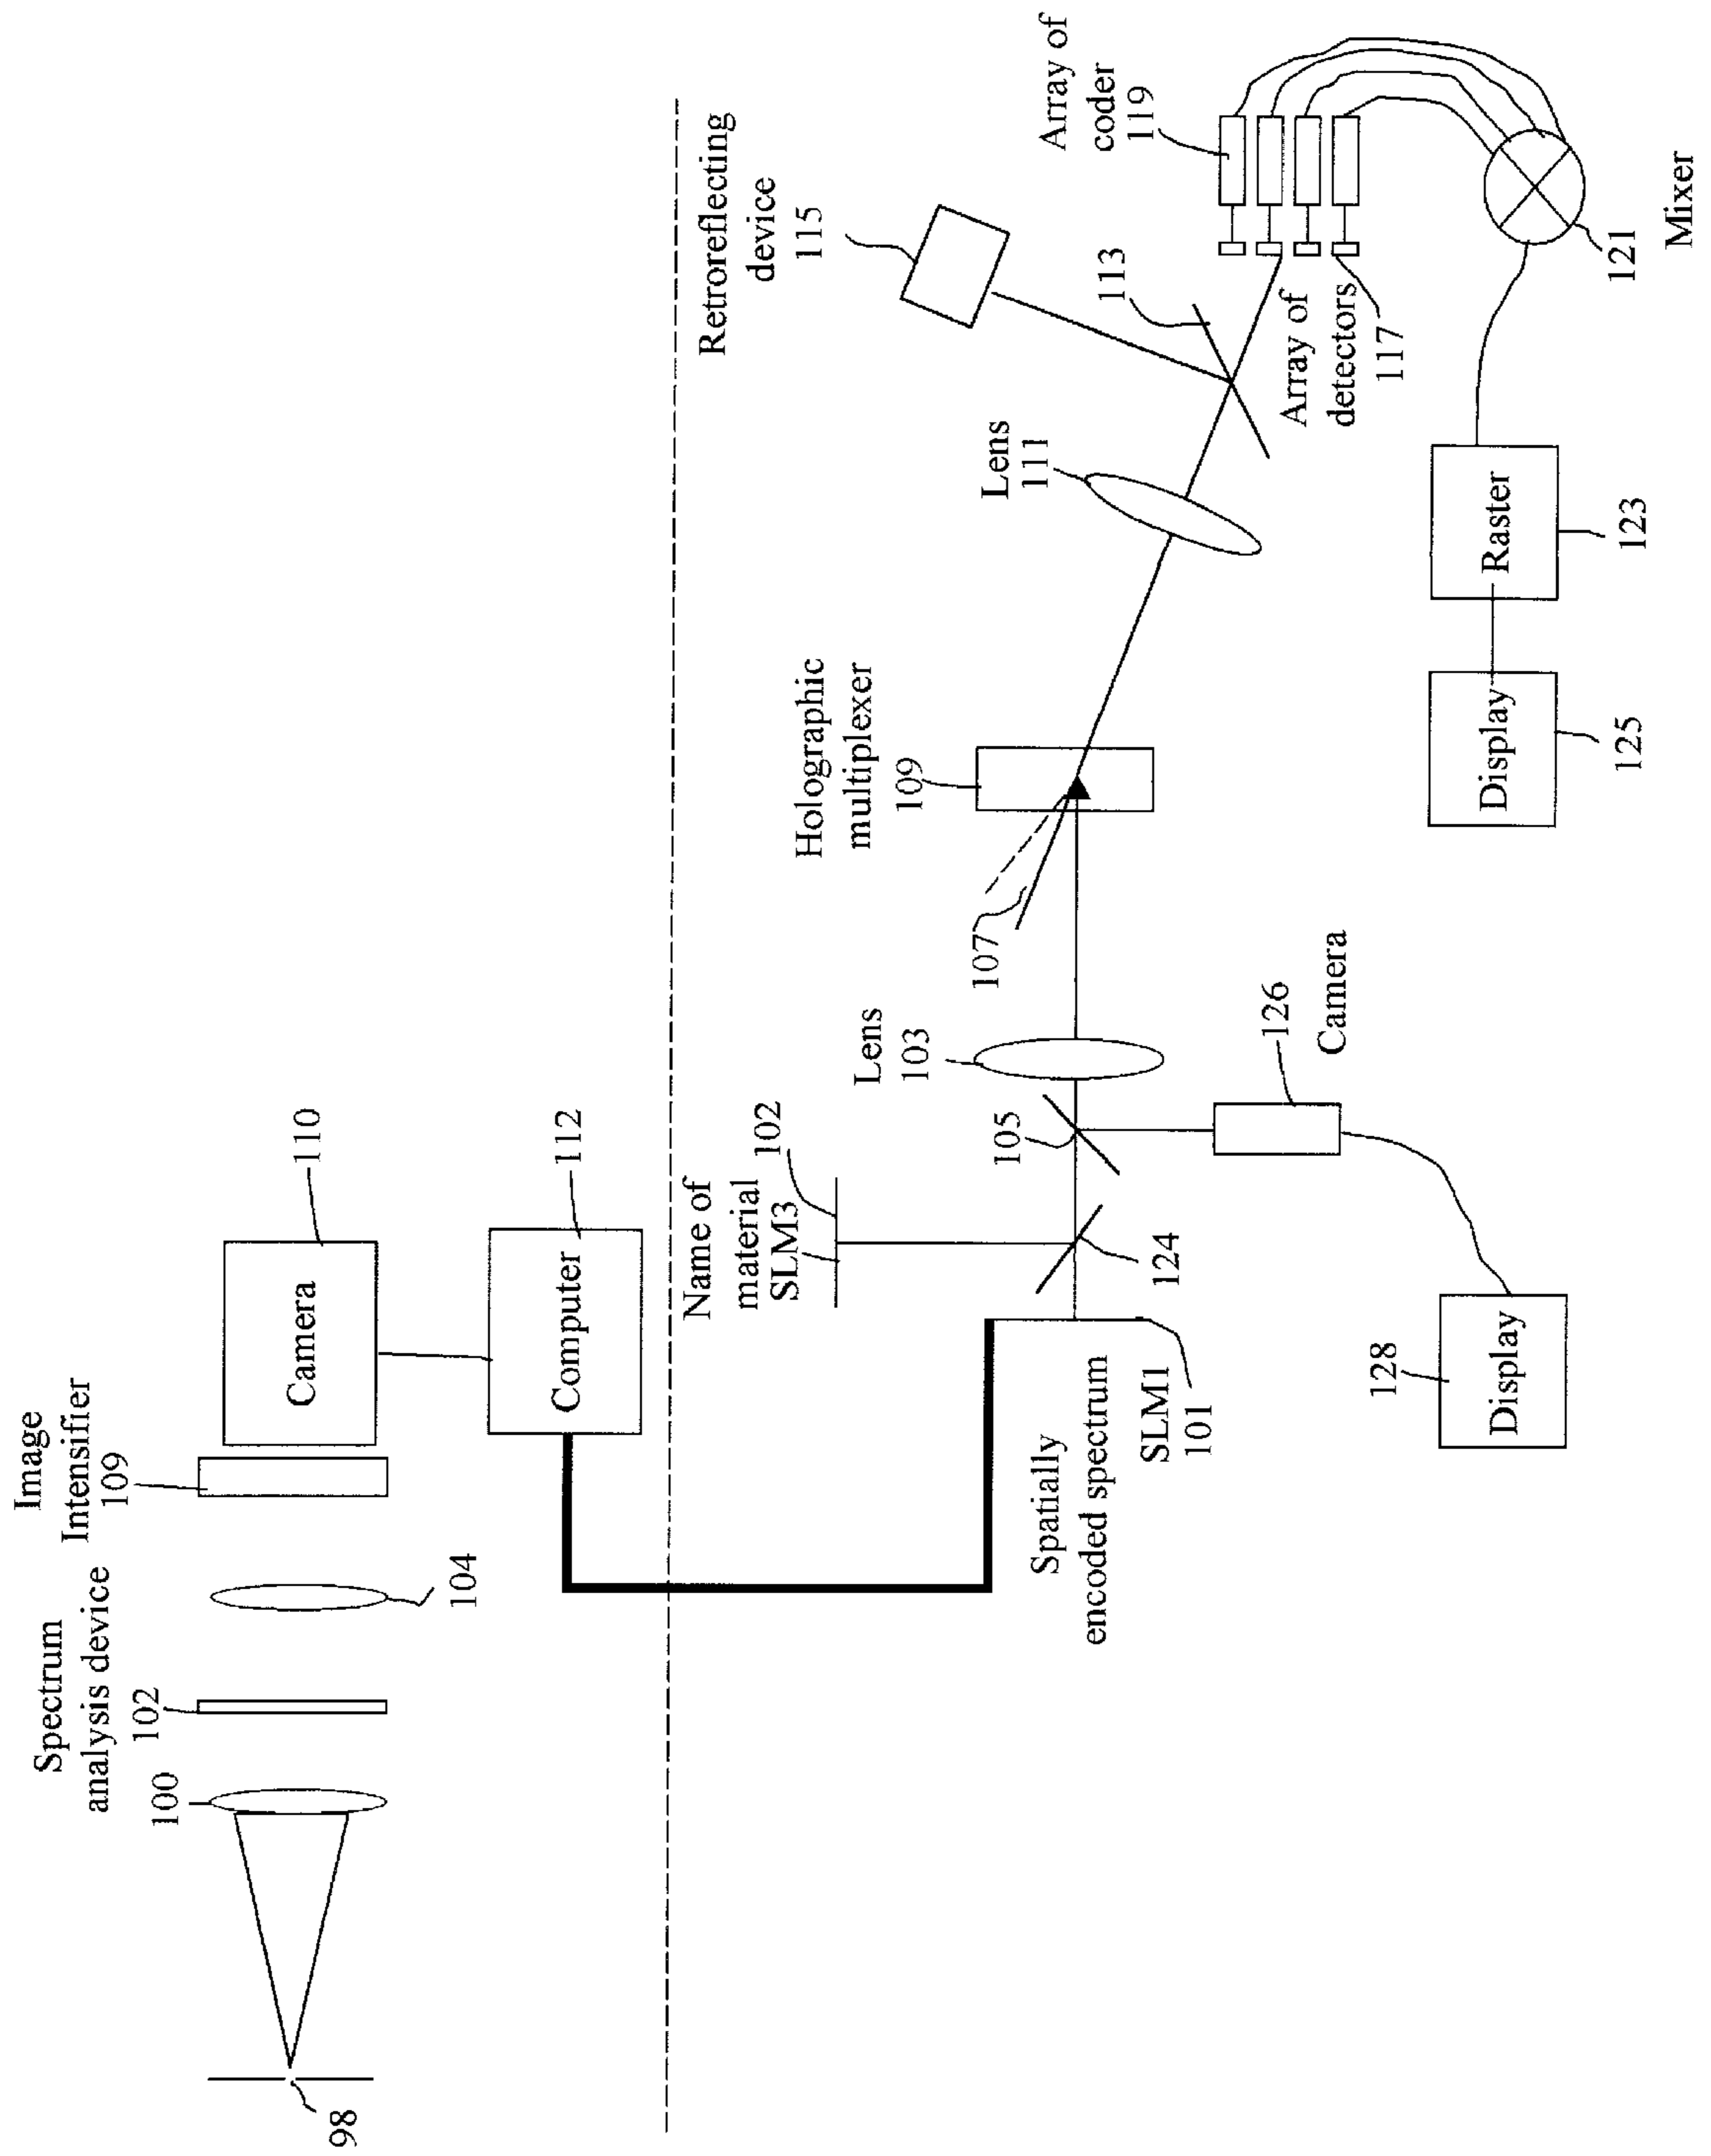 Spectrum
analysis device
102
100
98
104
Image
Intensifier
109
Camera
110
Computer
112
Name of
material
SLM3
102
Spatially
encoded spectrum
SLM1
101
124
105
Lens
103
126
Camera
128
Display
107
Holographic
multiplexer
109
Lens
111
113
Retroreflecting
device
115
Array of
detectors
117
Array of
coder
119
121
Mixer
Raster
123
Display
125